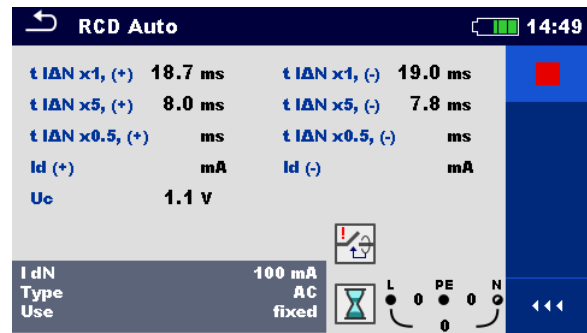 RCD Auto 14:49
t IΔN x1, (+) 18.7 ms t IΔN x1, (-) 19.0 ms
t IΔN x5, (+) 8.0 ms t IΔN x5, (-) 7.8 ms
t IΔN x0.5, (+) ms t IΔN x0.5, (-) ms
Id (+) mA Id (-) mA
Uc 1.1 V
!
I dN 100 mA
Type AC
Use fixed
L PE N
0 0
0